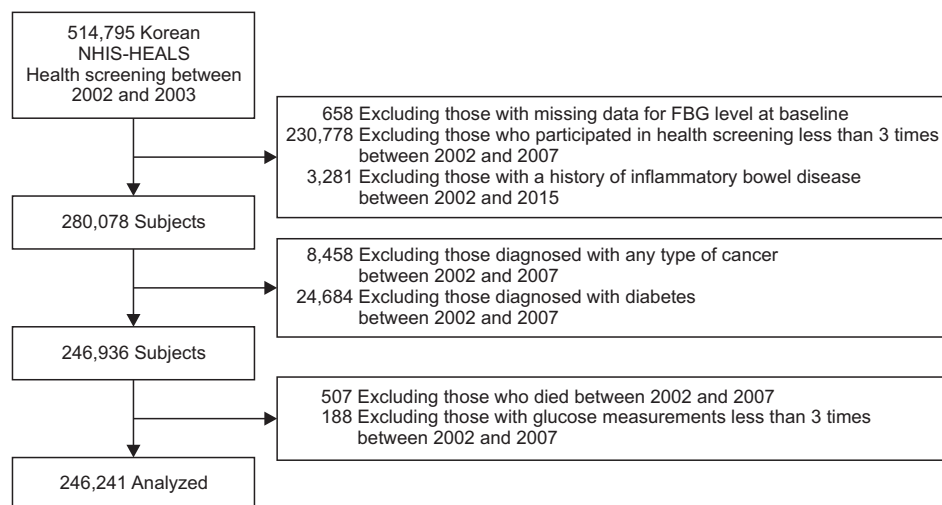 514,795 Korean
NHIS-HEALS
Health screening between
2002 and 2003
658 Excluding those with missing data for FBG level at baseline
230,778 Excluding those who participated in health screening less than 3 times
between 2002 and 2007
3,281 Excluding those with a history of inflammatory bowel disease
between 2002 and 2015
280,078 Subjects
8,458 Excluding those diagnosed with any type of cancer
between 2002 and 2007
24,684 Excluding those diagnosed with diabetes
between 2002 and 2007
246,936 Subjects
507 Excluding those who died between 2002 and 2007
188 Excluding those with glucose measurements less than 3 times
between 2002 and 2007
246,241 Analyzed